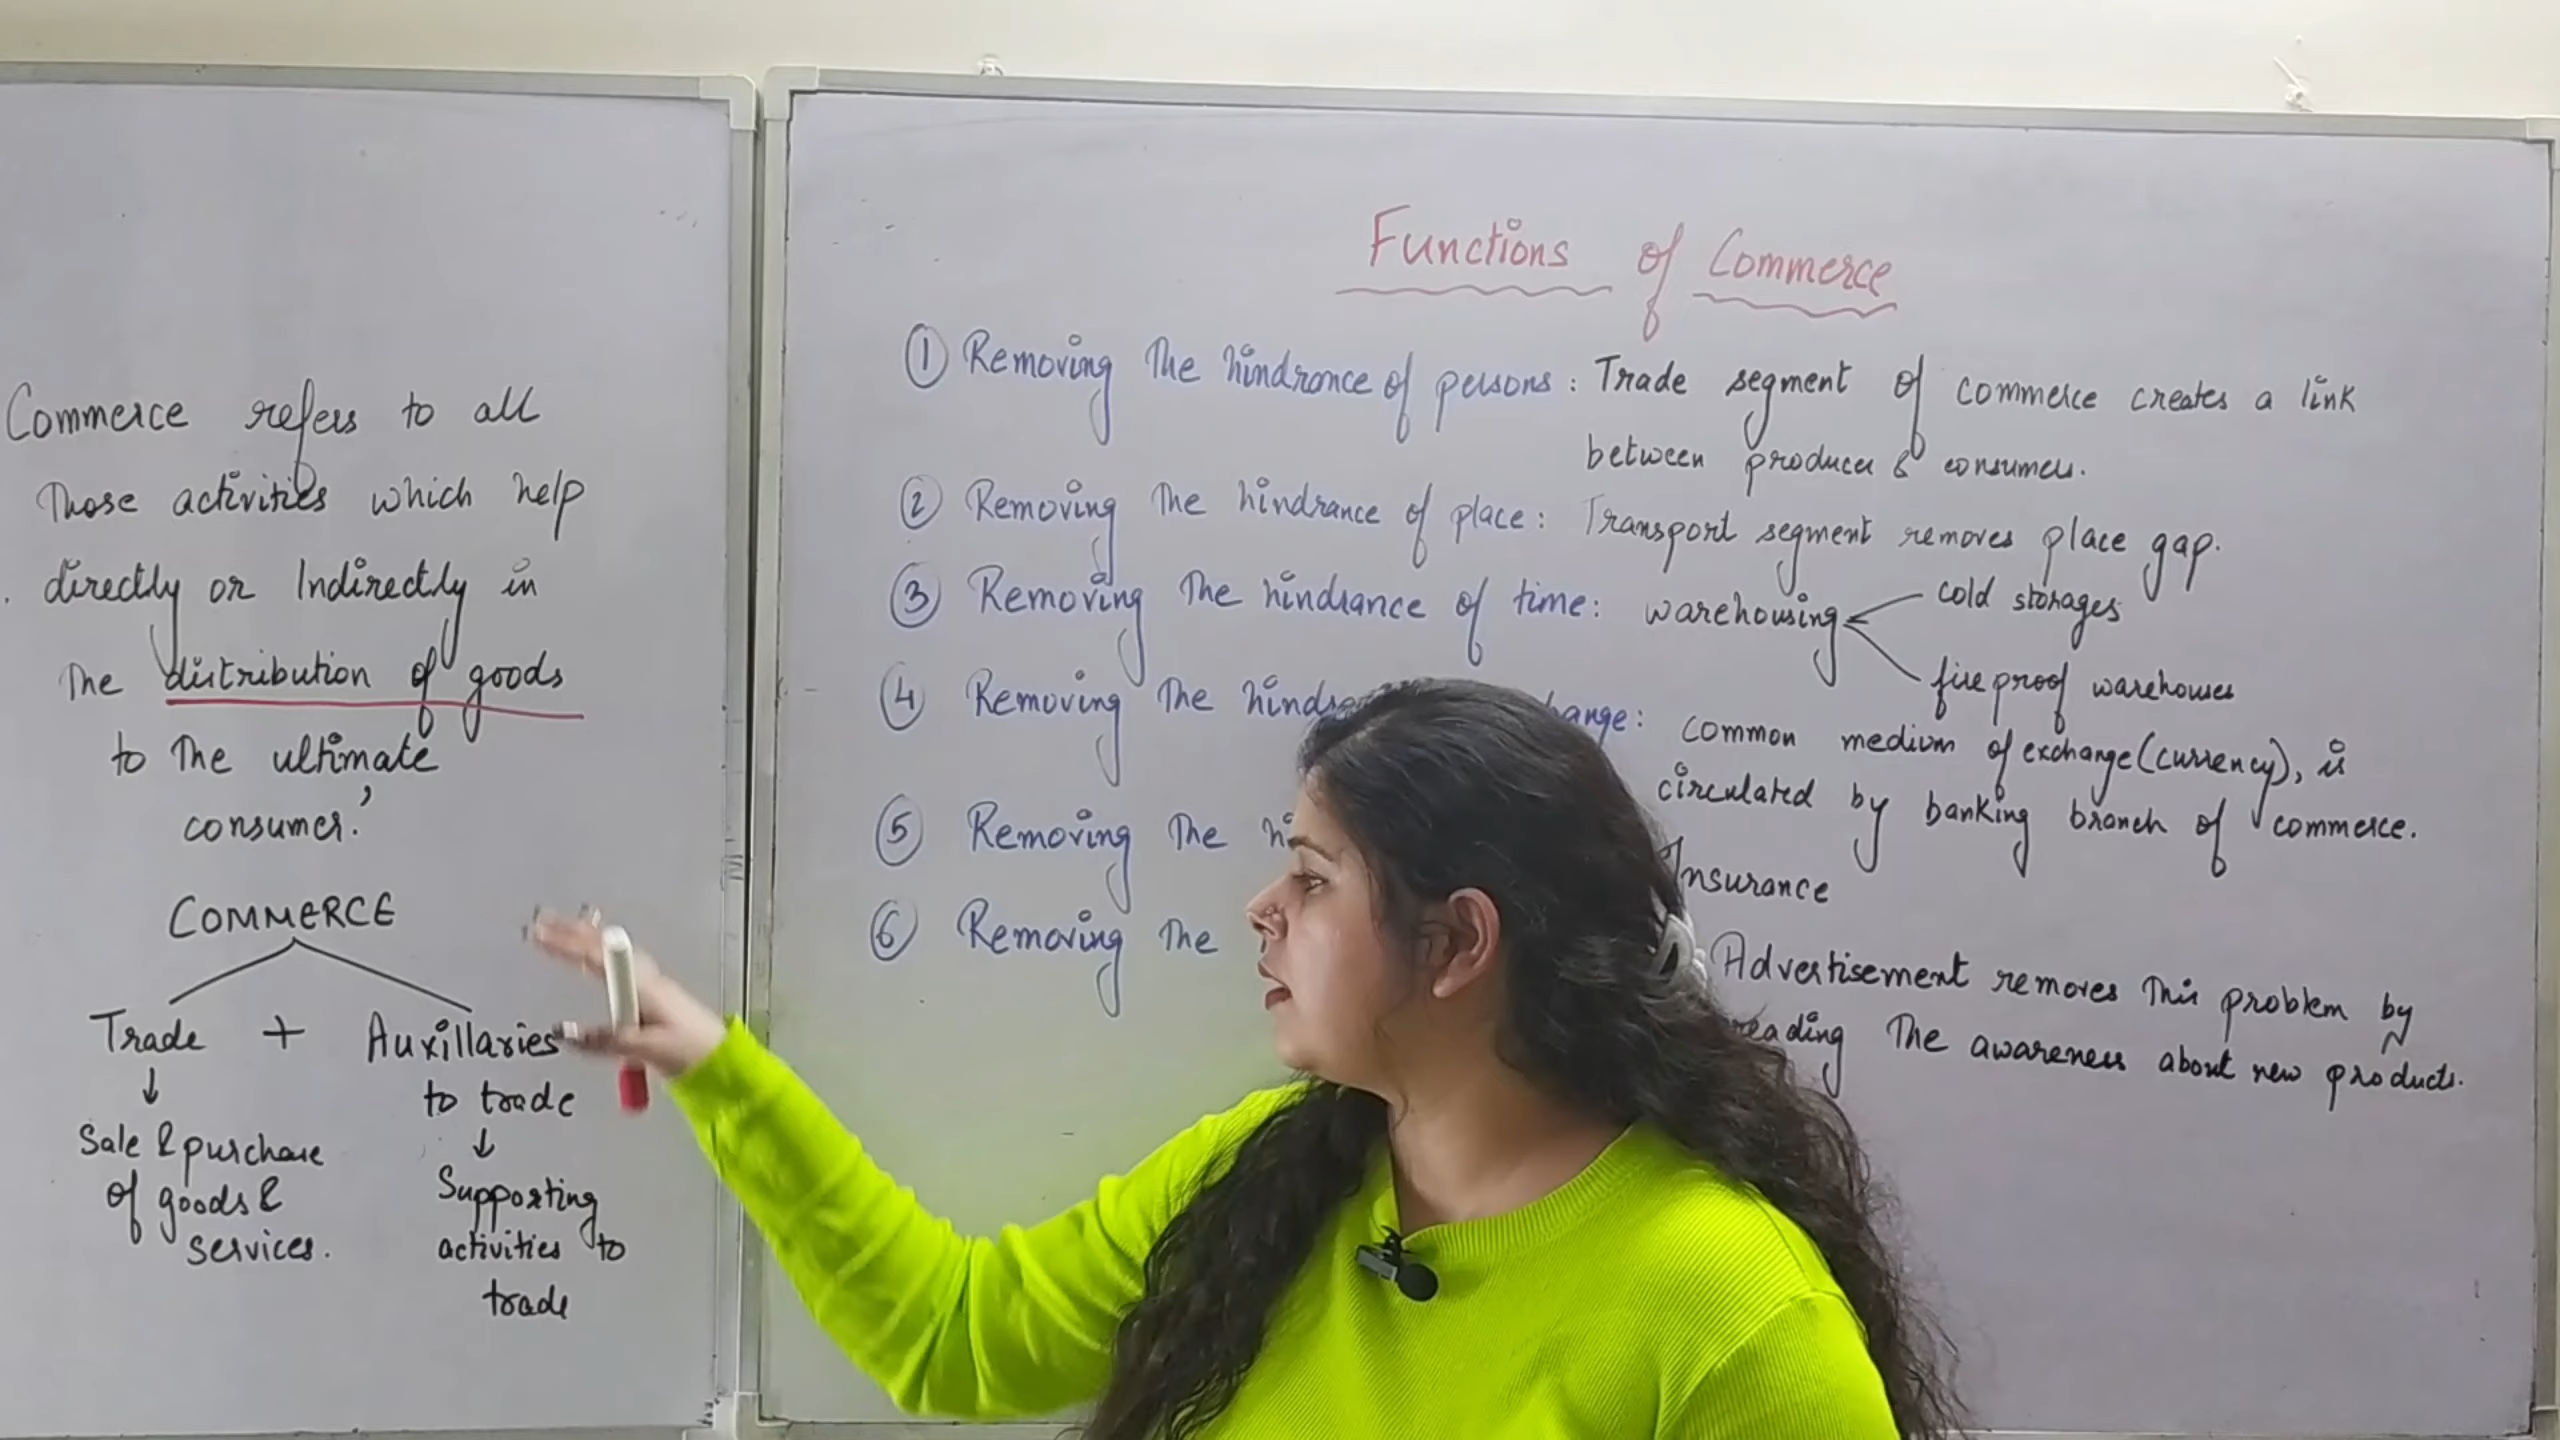 Commerce refers to all
Those activities which help
directly or Indirectly in
The distribution of goods
to The ultimate
consumer.’
COMMERCE
Trade + Auxillaries
to trade
↓ ↓
Sale & purchase
of goods &
services.
Supporting
activities to
trade
Functions of Commerce
① Removing The hindrance of persons : Trade segment of commerce creates a link
between producer & consumer.
② Removing The hindrance of place : Transport segment removes place gap.
③ Removing The hindrance of time : warehousing
cold storages
fire proof warehouses
④ Removing The : common medium of exchange (currency), is
circulated by banking branch of commerce.
⑤ Removing The Insurance
⑥ Removing The Advertisement removes This problem by
The awareness about new products.